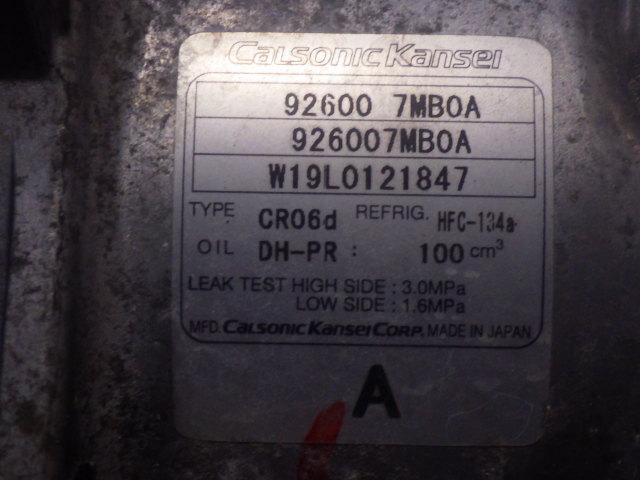 Calsonic Kansei
92600 7MB0A
926007MB0A
W19L0121847
TYPE CR06d REFRIG. HFC-134a
OIL DH-PR : 100 cm³
LEAK TEST HIGH SIDE : 3.0MPa
LOW SIDE : 1.6MPa
MFD. Calsonic Kansei Corp. MADE IN JAPAN
A